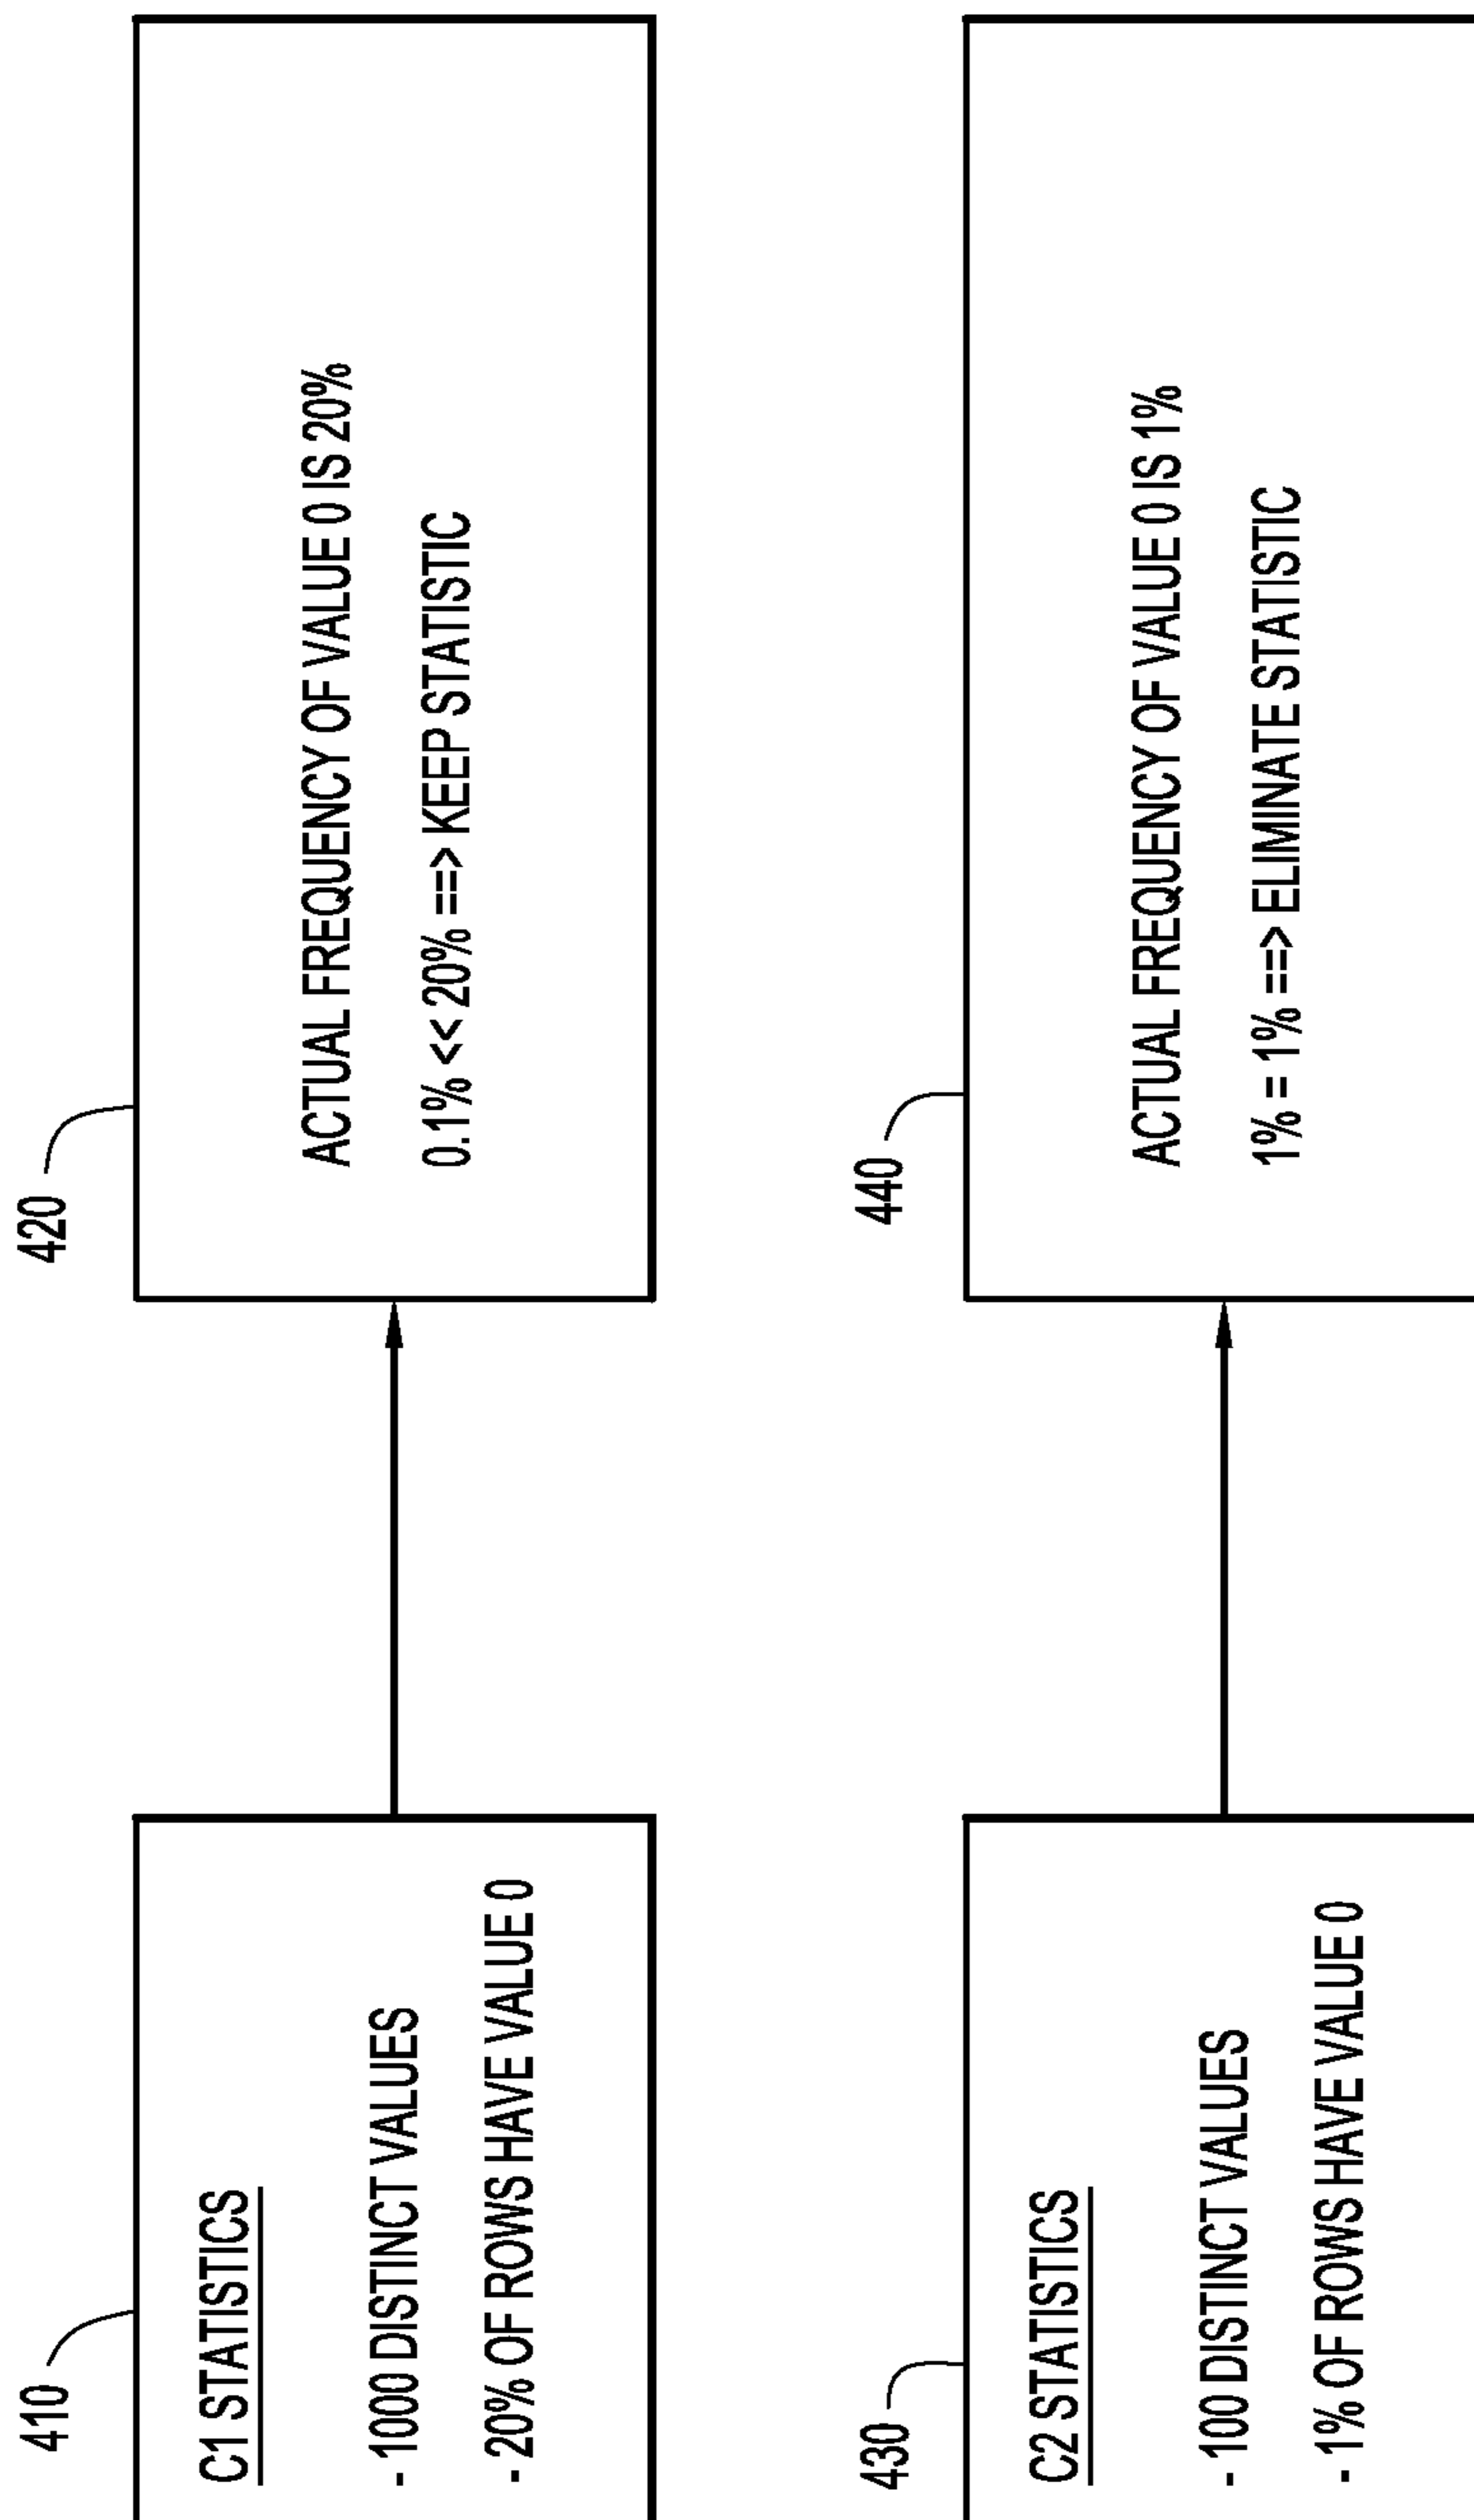 410
C1 STATISTICS
- 1000 DISTINCT VALUES
- 20% OF ROWS HAVE VALUE 0
420
ACTUAL FREQUENCY OF VALUE 0 IS 20%
0.1% << 20% ==> KEEP STATISTIC
430
C2 STATISTICS
- 100 DISTINCT VALUES
- 1% OF ROWS HAVE VALUE 0
440
ACTUAL FREQUENCY OF VALUE 0 IS 1%
1% = 1% ==> ELIMINATE STATISTIC